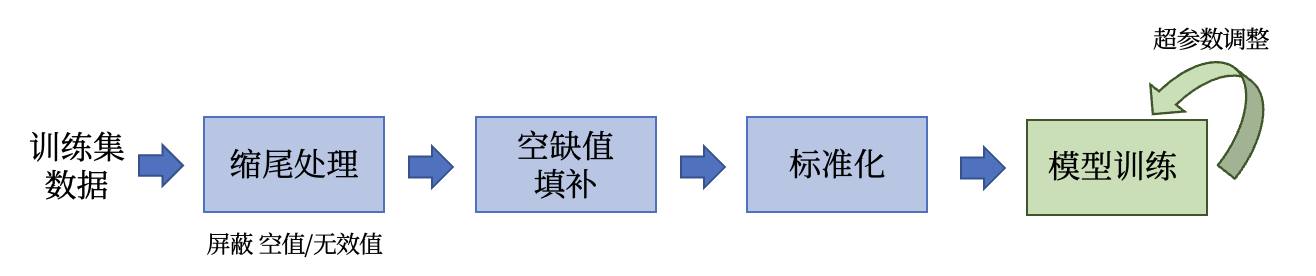 超参数调整
训练集
数据
缩尾处理
空缺值
填补
标准化
模型训练
屏蔽 空值/无效值